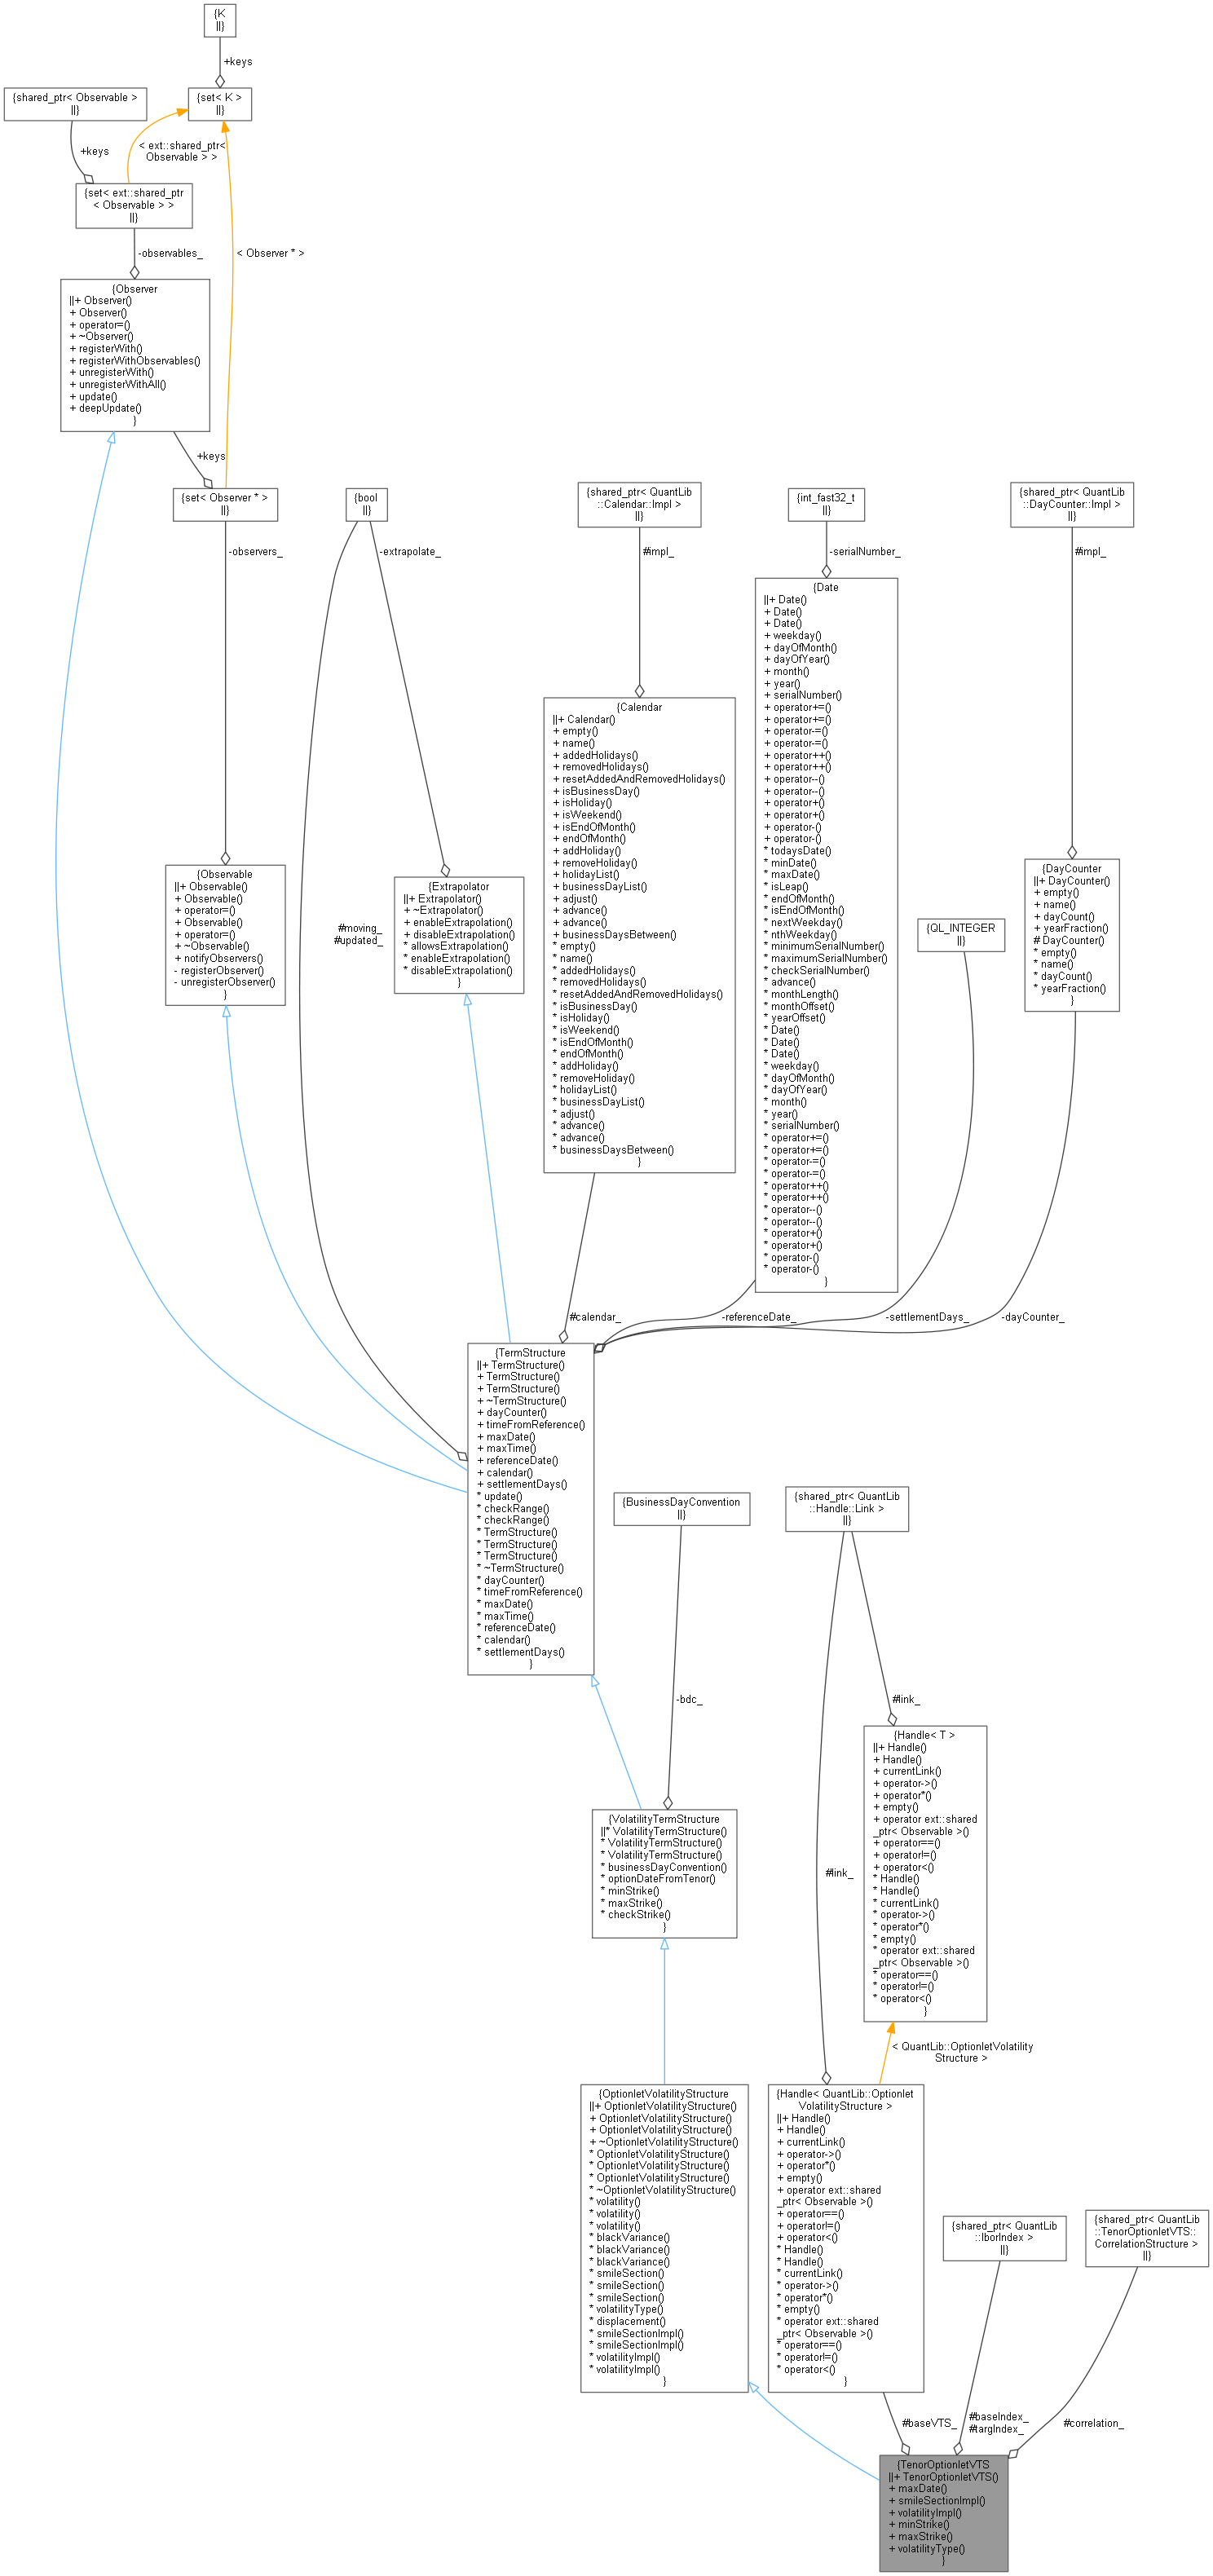 {K
||}
+keys
{shared_ptr< Observable >
||}
{set< K >
||}
+keys
< ext::shared_ptr<
Observable > >
{set< ext::shared_ptr
< Observable > >
||}
-observables_
< Observer * >
{Observer
||+ Observer()
+ Observer()
+ operator=()
+ ~Observer()
+ registerWith()
+ registerWithObservables()
+ unregisterWith()
+ unregisterWithAll()
+ update()
+ deepUpdate()
}
+keys
{set< Observer * >
||}
-observers_
{bool
||}
-extrapolate_
{shared_ptr< QuantLib
::Calendar::Impl >
||}
#impl_
{int_fast32_t
||}
-serialNumber_
{shared_ptr< QuantLib
::DayCounter::Impl >
||}
#impl_
{Date
||+ Date()
+ Date()
+ Date()
+ weekday()
+ dayOfMonth()
+ dayOfYear()
+ month()
+ year()
+ serialNumber()
+ operator+=()
+ operator+=()
+ operator-=()
+ operator-=()
+ operator++()
+ operator++()
+ operator--()
+ operator--()
+ operator+()
+ operator+()
+ operator-()
+ operator-()
* todaysDate()
* minDate()
* maxDate()
* isLeap()
* endOfMonth()
* isEndOfMonth()
* nextWeekday()
* nthWeekday()
* minimumSerialNumber()
* maximumSerialNumber()
* checkSerialNumber()
* advance()
* monthLength()
* monthOffset()
* yearOffset()
* Date()
* Date()
* Date()
* weekday()
* dayOfMonth()
* dayOfYear()
* month()
* year()
* serialNumber()
* operator+=()
* operator+=()
* operator-=()
* operator-=()
* operator++()
* operator++()
* operator--()
* operator--()
* operator+()
* operator+()
* operator-()
* operator-()
}
{Calendar
||+ Calendar()
+ empty()
+ name()
+ addedHolidays()
+ removedHolidays()
+ resetAddedAndRemovedHolidays()
+ isBusinessDay()
+ isHoliday()
+ isWeekend()
+ isEndOfMonth()
+ endOfMonth()
+ addHoliday()
+ removeHoliday()
+ holidayList()
+ businessDayList()
+ adjust()
+ advance()
+ advance()
+ businessDaysBetween()
* empty()
* name()
* addedHolidays()
* removedHolidays()
* resetAddedAndRemovedHolidays()
* isBusinessDay()
* isHoliday()
* isWeekend()
* isEndOfMonth()
* endOfMonth()
* addHoliday()
* removeHoliday()
* holidayList()
* businessDayList()
* adjust()
* advance()
* advance()
* businessDaysBetween()
}
{Observable
||+ Observable()
+ Observable()
+ operator=()
+ Observable()
+ operator=()
+ ~Observable()
+ notifyObservers()
- registerObserver()
- unregisterObserver()
}
#moving_
#updated_
{Extrapolator
||+ Extrapolator()
+ ~Extrapolator()
+ enableExtrapolation()
+ disableExtrapolation()
* allowsExtrapolation()
* enableExtrapolation()
* disableExtrapolation()
}
{QL_INTEGER
||}
{DayCounter
||+ DayCounter()
+ empty()
+ name()
+ dayCount()
+ yearFraction()
# DayCounter()
* empty()
* name()
* dayCount()
* yearFraction()
}
#calendar_
-referenceDate_
-settlementDays_
-dayCounter_
{TermStructure
||+ TermStructure()
+ TermStructure()
+ TermStructure()
+ ~TermStructure()
+ dayCounter()
+ timeFromReference()
+ maxDate()
+ maxTime()
+ referenceDate()
+ calendar()
+ settlementDays()
* update()
* checkRange()
* checkRange()
* TermStructure()
* TermStructure()
* TermStructure()
* ~TermStructure()
* dayCounter()
* timeFromReference()
* maxDate()
* maxTime()
* referenceDate()
* calendar()
* settlementDays()
}
{BusinessDayConvention
||}
-bdc_
{shared_ptr< QuantLib
::Handle::Link >
||}
#link_
{Handle< T >
||+ Handle()
+ Handle()
+ currentLink()
+ operator->()
+ operator*()
+ empty()
+ operator ext::shared
_ptr< Observable >()
+ operator==()
+ operator!=()
+ operator<()
* Handle()
* Handle()
* currentLink()
* operator->()
* operator*()
* empty()
* operator ext::shared
_ptr< Observable >()
* operator==()
* operator!=()
* operator<()
}
{VolatilityTermStructure
||* VolatilityTermStructure()
* VolatilityTermStructure()
* VolatilityTermStructure()
* businessDayConvention()
* optionDateFromTenor()
* minStrike()
* maxStrike()
* checkStrike()
}
#link_
< QuantLib::OptionletVolatility
Structure >
{OptionletVolatilityStructure
||+ OptionletVolatilityStructure()
+ OptionletVolatilityStructure()
+ OptionletVolatilityStructure()
+ ~OptionletVolatilityStructure()
* OptionletVolatilityStructure()
* OptionletVolatilityStructure()
* OptionletVolatilityStructure()
* ~OptionletVolatilityStructure()
* volatility()
* volatility()
* volatility()
* blackVariance()
* blackVariance()
* blackVariance()
* smileSection()
* smileSection()
* smileSection()
* volatilityType()
* displacement()
* smileSectionImpl()
* smileSectionImpl()
* volatilityImpl()
* volatilityImpl()
}
{Handle< QuantLib::Optionlet
VolatilityStructure >
||+ Handle()
+ Handle()
+ currentLink()
+ operator->()
+ operator*()
+ empty()
+ operator ext::shared
_ptr< Observable >()
+ operator==()
+ operator!=()
+ operator<()
* Handle()
* Handle()
* currentLink()
* operator->()
* operator*()
* empty()
* operator ext::shared
_ptr< Observable >()
* operator==()
* operator!=()
* operator<()
}
{shared_ptr< QuantLib
::IborIndex >
||}
{shared_ptr< QuantLib
::TenorOptionletVTS::
CorrelationStructure >
||}
#baseVTS_
#baseIndex_
#targIndex_
#correlation_
{TenorOptionletVTS
||+ TenorOptionletVTS()
+ maxDate()
+ smileSectionImpl()
+ volatilityImpl()
+ minStrike()
+ maxStrike()
+ volatilityType()
}